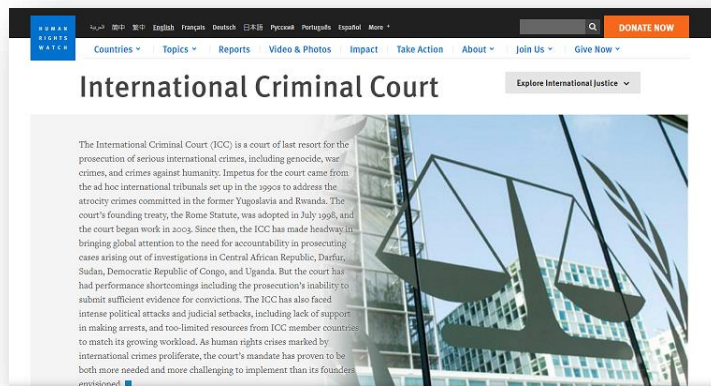 HUMAN
RIGHTS
WATCH
العربية 简中 繁中 English Français Deutsch 日本語 Русский Português Español More
DONATE NOW
Countries Topics Reports Video & Photos Impact Take Action About Join Us Give Now
International Criminal Court
Explore International Justice
The International Criminal Court (ICC) is a court of last resort for the
prosecution of serious international crimes, including genocide, war
crimes, and crimes against humanity. Impetus for the court came from
the ad hoc international tribunals set up in the 1990s to address the
atrocity crimes committed in the former Yugoslavia and Rwanda. The
court's founding treaty, the Rome Statute, was adopted in July 1998, and
the court began work in 2003. Since then, the ICC has made headway in
bringing global attention to the need for accountability in prosecuting
cases arising out of investigations in Central African Republic, Darfur,
Sudan, Democratic Republic of Congo, and Uganda. But the court has
had performance shortcomings including the prosecution's inability to
submit sufficient evidence for convictions. The ICC has also faced
intense political attacks and judicial setbacks, including lack of support
in making arrests, and too-limited resources from ICC member countries
to match its growing workload. As human rights crises marked by
international crimes proliferate, the court's mandate has proven to be
both more needed and more challenging to implement than its founders
envisioned.